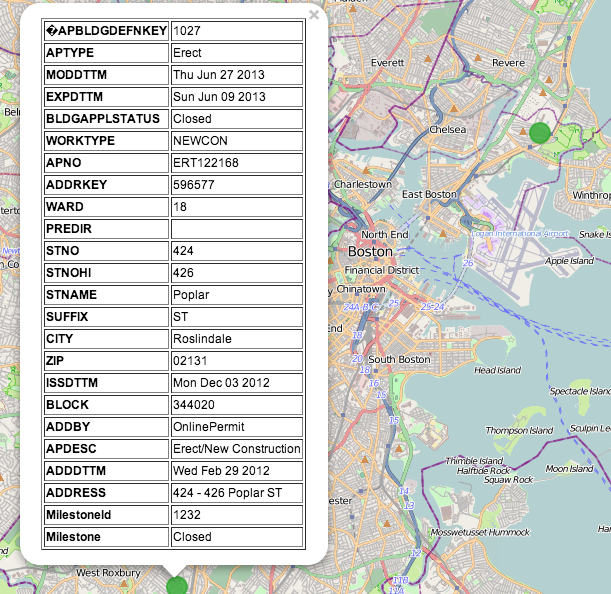 ×
�APBLDGDEFNKEY 1027
APTYPE Erect
MODDTTM Thu Jun 27 2013
EXPDTTM Sun Jun 09 2013
BLDGAPPLSTATUS Closed
WORKTYPE NEWCON
APNO ERT122168
ADDRKEY 596577
WARD 18
PREDIR
STNO 424
STNOHI 426
STNAME Poplar
SUFFIX ST
CITY Roslindale
ZIP 02131
ISSDTTM Mon Dec 03 2012
BLOCK 344020
ADDBY OnlinePermit
APDESC Erect/New Construction
ADDDTTM Wed Feb 29 2012
ADDRESS 424 - 426 Poplar ST
MilestoneId 1232
Milestone Closed
Everett
Revere
Chelsea
Charlestown
East Boston
Winthrop
North End
Logan International Airport
Snake Is
Boston
Apple Island
Financial District
26
Chinatown
24A B C
25
25-24
18
20
18
South Boston
16
15
15
Head Island
Spectacle Island
Thompson Island
Sculpin Le
Thimble Island
Halftide Rock
Moon Island
Squaw Rock
14
13
Mosswetusset Hummock
12
West Roxbury
11B
11A